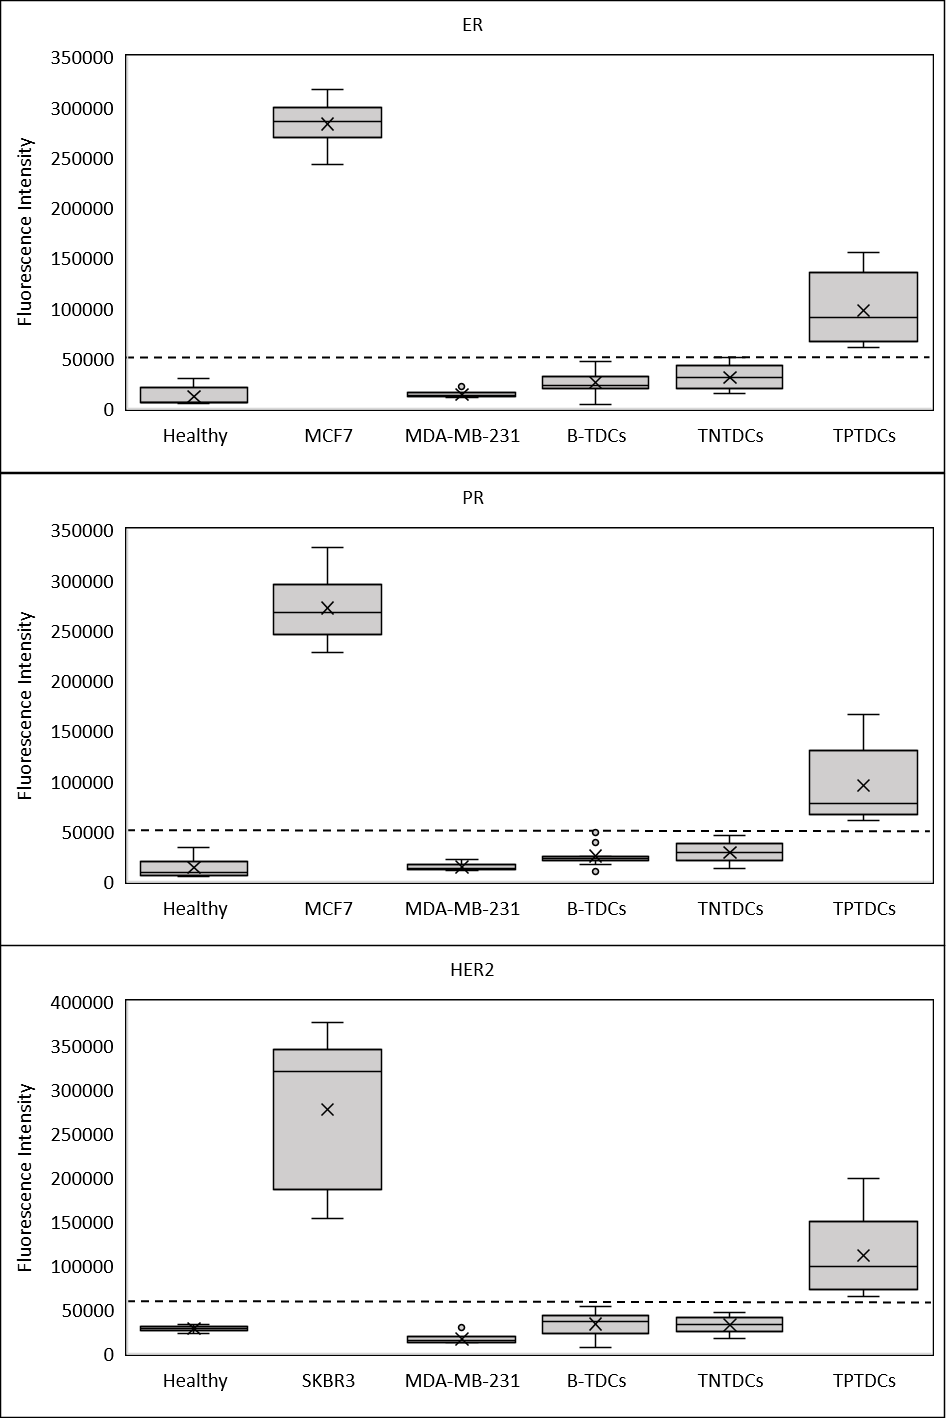 ER
350000
300000
250000
200000
150000
100000
50000
0
Fluorescence Intensity
Healthy MCF7 MDA-MB-231 B-TDCs TNTDCs TPTDCs
PR
350000
300000
250000
200000
150000
100000
50000
0
Fluorescence Intensity
Healthy MCF7 MDA-MB-231 B-TDCs TNTDCs TPTDCs
HER2
400000
350000
300000
250000
200000
150000
100000
50000
0
Fluorescence Intensity
Healthy SKBR3 MDA-MB-231 B-TDCs TNTDCs TPTDCs